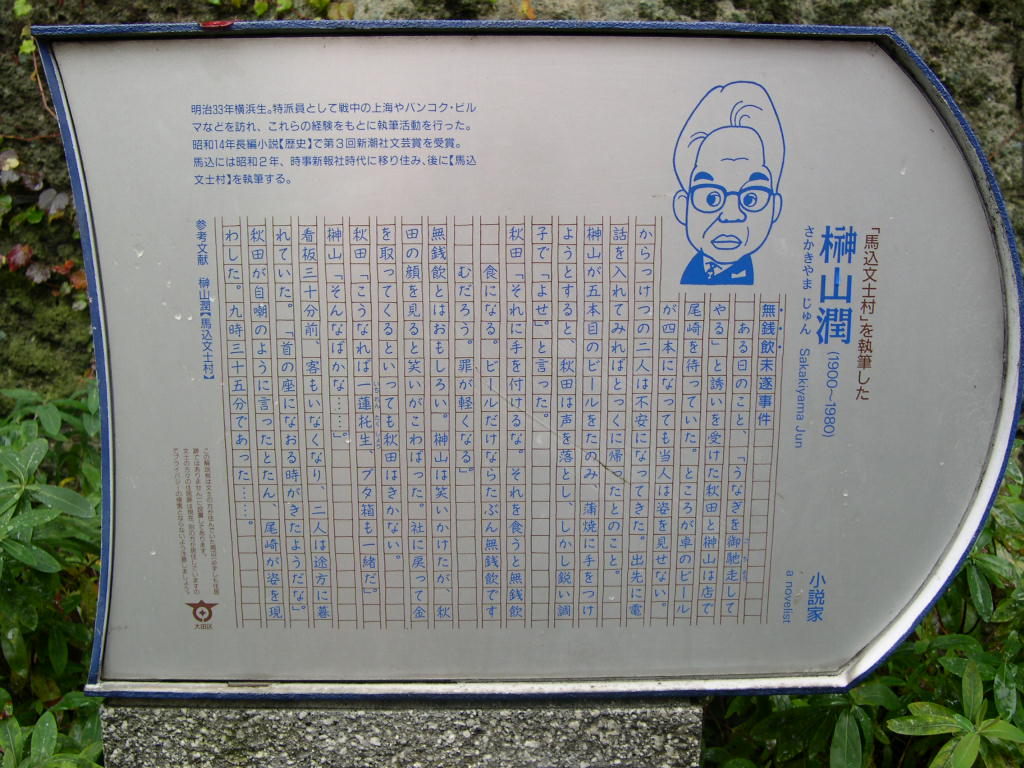 「馬込文士村」を執筆した
榊山潤
(1900〜1980)
さかきやま じゅん Sakakiyama Jun
小説家
a novelist
無銭飲未遂事件
ある日のこと、「うなぎを御馳走して
やる」と誘いを受けた秋田と榊山は店で
尾崎を待っていた。ところが卓のビール
が四本になっても当人は姿を見せない。
からっけつの二人は不安になってきた。出先に電
話を入れてみればとっくに帰ったとのこと。
榊山が五本目のビールをたのみ、蒲焼に手をつけ
ようとすると、秋田は声を落とし、しかし鋭い調
子で「よせ」。と言った。
秋田「それに手を付けるな。それを食うと無銭飲
食になる。ビールだけならたぶん無銭飲です
むだろう。罪が軽くなる」。
無銭飲とはおもしろい。榊山は笑いかけたが、秋
田の顔を見ると笑いがこわばった。社に戻って金
を取ってくるといっても秋田はきかない。
秋田「こうなれば一蓮托生、ブタ箱も一緒だ」。
榊山「そんなばかな……」。
看板三十分前、客もいなくなり、二人は途方に暮
れていた。「首の座になおる時がきたようだな」。
秋田が自嘲のように言ったとたん、尾崎が姿を現
わした。九時三十五分であった……。
参考文献 榊山潤【馬込文士村】
明治33年横浜生。特派員として戦中の上海やバンコク・ビル
マなどを訪れ、これらの経験をもとに執筆活動を行った。
昭和14年長編小説【歴史】で第3回新潮社文芸賞を受賞。
馬込には昭和2年、時事新報社時代に移り住み、後に【馬込
文士村】を執筆する。
大田区